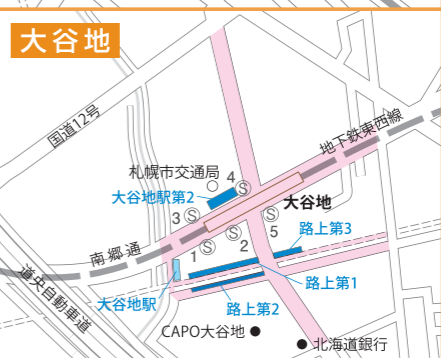 大谷地
国道12号
地下鉄東西線
札幌市交通局
4
Ⓢ
大谷地駅第2
大谷地
3
Ⓢ
Ⓢ
5
路上第3
南郷通
1
Ⓢ
Ⓢ
2
道央自動車道
大谷地駅
路上第1
路上第2
CAPO大谷地
北海道銀行